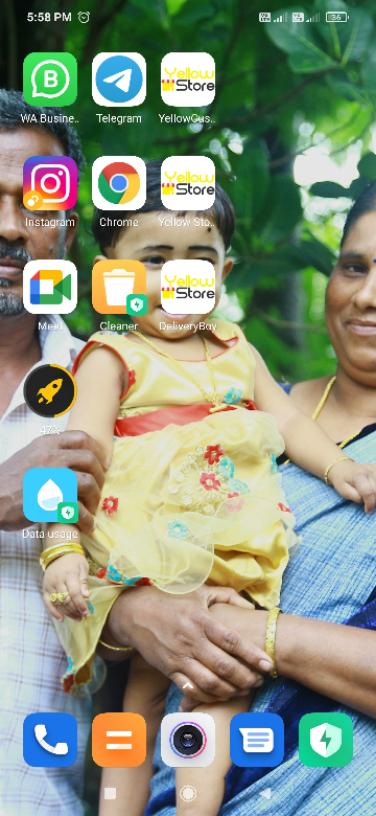 5:58 PM
36
WA Busine..
Telegram
YellowCus..
Yellow
Store
Instagram
Chrome
Yellow Sto..
Yellow
Store
Meet
Cleaner
DeliveryBoy
Yellow
Store
47%
Data usage